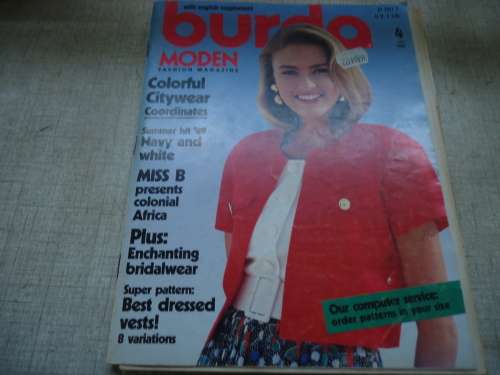 with english supplement
burda
MODEN
FASHION MAGAZINE
4
Colorful
Citywear
Coordinates
Summer hit '89
Navy and
white
MISS B
presents
colonial
Africa
Plus:
Enchanting
bridalwear
Super pattern:
Best dressed
vests!
8 variations
Our computer service:
order patterns in your size